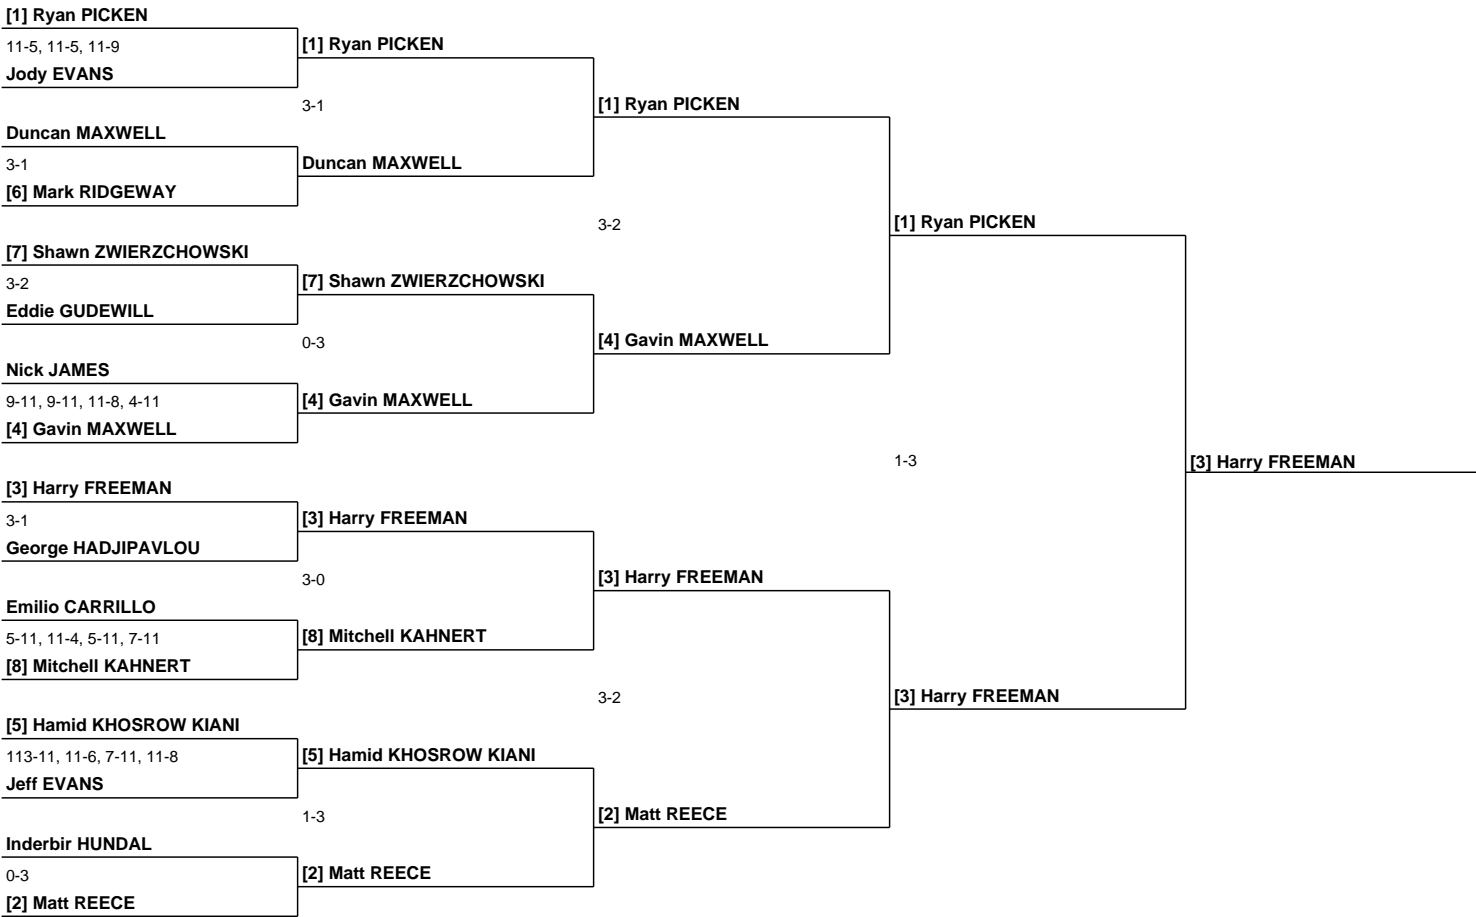 [1] Ryan PICKEN
11-5, 11-5, 11-9
[1] Ryan PICKEN
Jody EVANS
3-1
[1] Ryan PICKEN
Duncan MAXWELL
3-1
Duncan MAXWELL
[6] Mark RIDGEWAY
3-2
[1] Ryan PICKEN
[7] Shawn ZWIERZCHOWSKI
3-2
[7] Shawn ZWIERZCHOWSKI
Eddie GUDEWILL
0-3
[4] Gavin MAXWELL
Nick JAMES
9-11, 9-11, 11-8, 4-11
[4] Gavin MAXWELL
[4] Gavin MAXWELL
1-3
[3] Harry FREEMAN
[3] Harry FREEMAN
3-1
[3] Harry FREEMAN
George HADJIPAVLOU
3-0
[3] Harry FREEMAN
Emilio CARRILLO
5-11, 11-4, 5-11, 7-11
[8] Mitchell KAHNERT
[8] Mitchell KAHNERT
3-2
[3] Harry FREEMAN
[5] Hamid KHOSROW KIANI
113-11, 11-6, 7-11, 11-8
[5] Hamid KHOSROW KIANI
Jeff EVANS
1-3
[2] Matt REECE
Inderbir HUNDAL
0-3
[2] Matt REECE
[2] Matt REECE